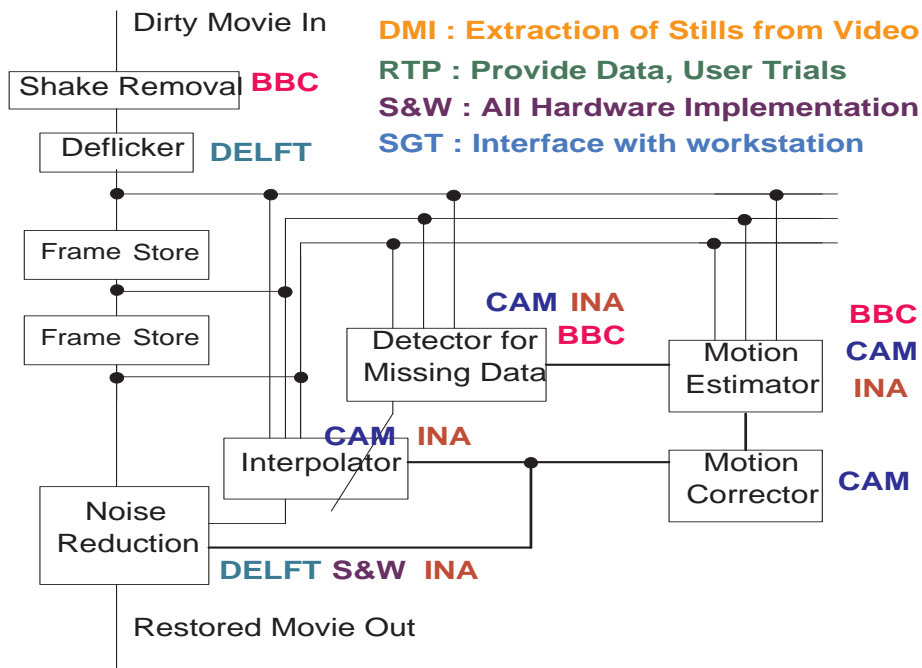 Dirty Movie In
DMI : Extraction of Stills from Video
RTP : Provide Data, User Trials
S&W : All Hardware Implementation
SGT : Interface with workstation
Shake Removal BBC
Deflicker DELFT
Frame Store
Frame Store
CAM INA
BBC
Detector for
Missing Data
BBC
CAM
INA
Motion
Estimator
CAM INA
Interpolator
Motion
Corrector
CAM
Noise
Reduction
DELFT S&W INA
Restored Movie Out